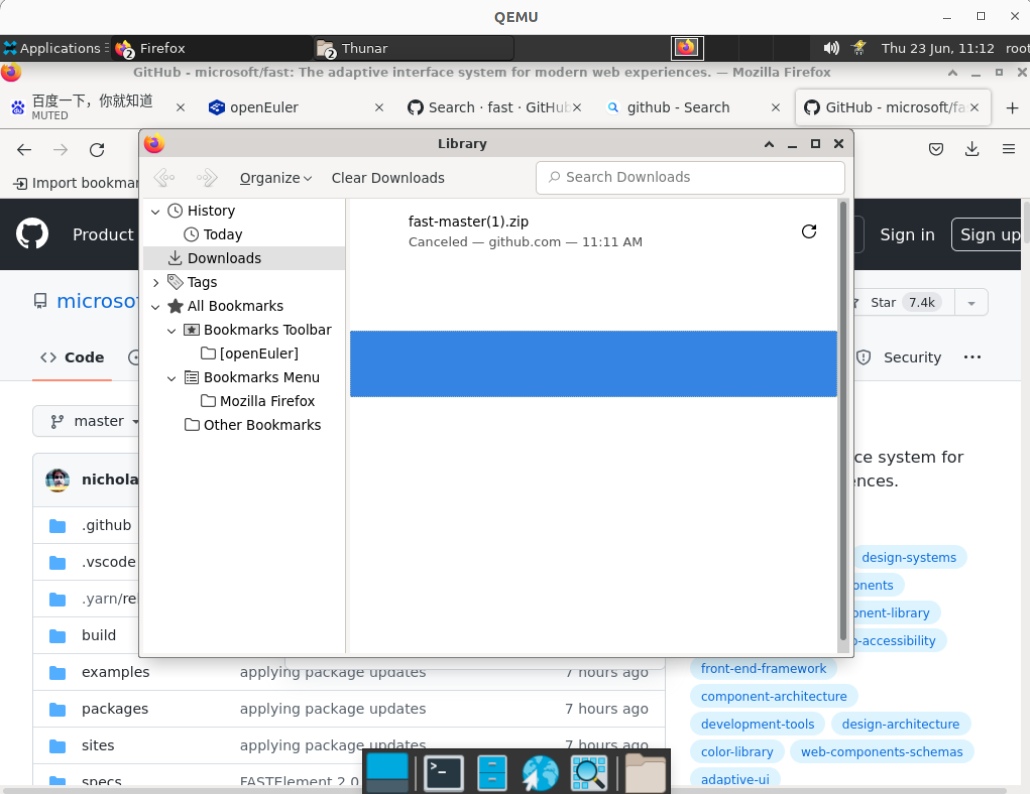 QEMU
Applications
2 Firefox
2 Thunar
Thu 23 Jun, 11:12 root
GitHub - microsoft/fast: The adaptive interface system for modern web experiences. — Mozilla Firefox
百度一下，你就知道
MUTED
openEuler
Search · fast · GitHub
github - Search
GitHub - microsoft/fa
Library
Import bookmar
Organize
Clear Downloads
Search Downloads
Product
Sign in
Sign up
History
Today
Downloads
Tags
All Bookmarks
Bookmarks Toolbar
[openEuler]
Bookmarks Menu
Mozilla Firefox
Other Bookmarks
fast-master(1).zip
Canceled — github.com — 11:11 AM
microsof
Star 7.4k
Code
Security
master
ce system for
ences.
nichola
.github
.vscode
.yarn/re
build
examples applying package updates 7 hours ago
packages applying package updates 7 hours ago
sites applying package updates 7 hours ago
specs FASTElement 2.0
design-systems
onents
onent-library
-accessibility
front-end-framework
component-architecture
development-tools design-architecture
color-library web-components-schemas
adaptive-ui